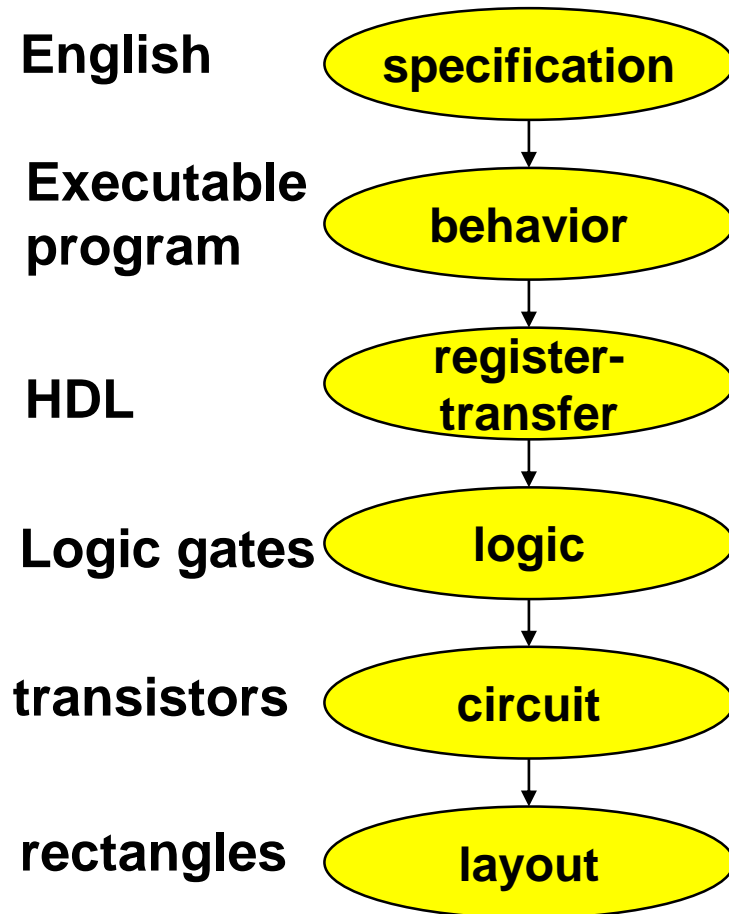 English
specification
Executable
program
behavior
HDL
register-
transfer
Logic gates
logic
transistors
circuit
rectangles
layout